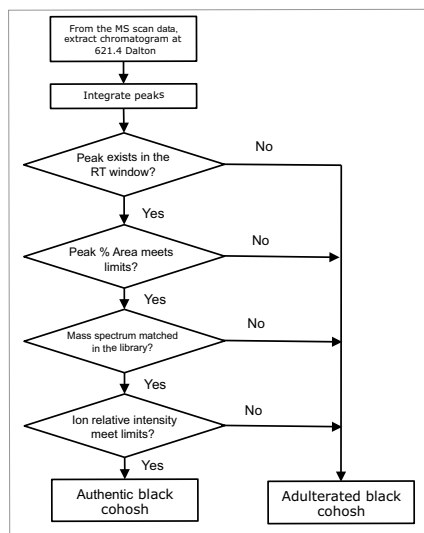 From the MS scan data,
extract chromatogram at
621.4 Dalton
Integrate peaks
Peak exists in the
RT window?
No
Yes
Peak % Area meets
limits?
No
Yes
Mass spectrum matched
in the library?
No
Yes
Ion relative intensity
meet limits?
No
Yes
Authentic black
cohosh
Adulterated black
cohosh